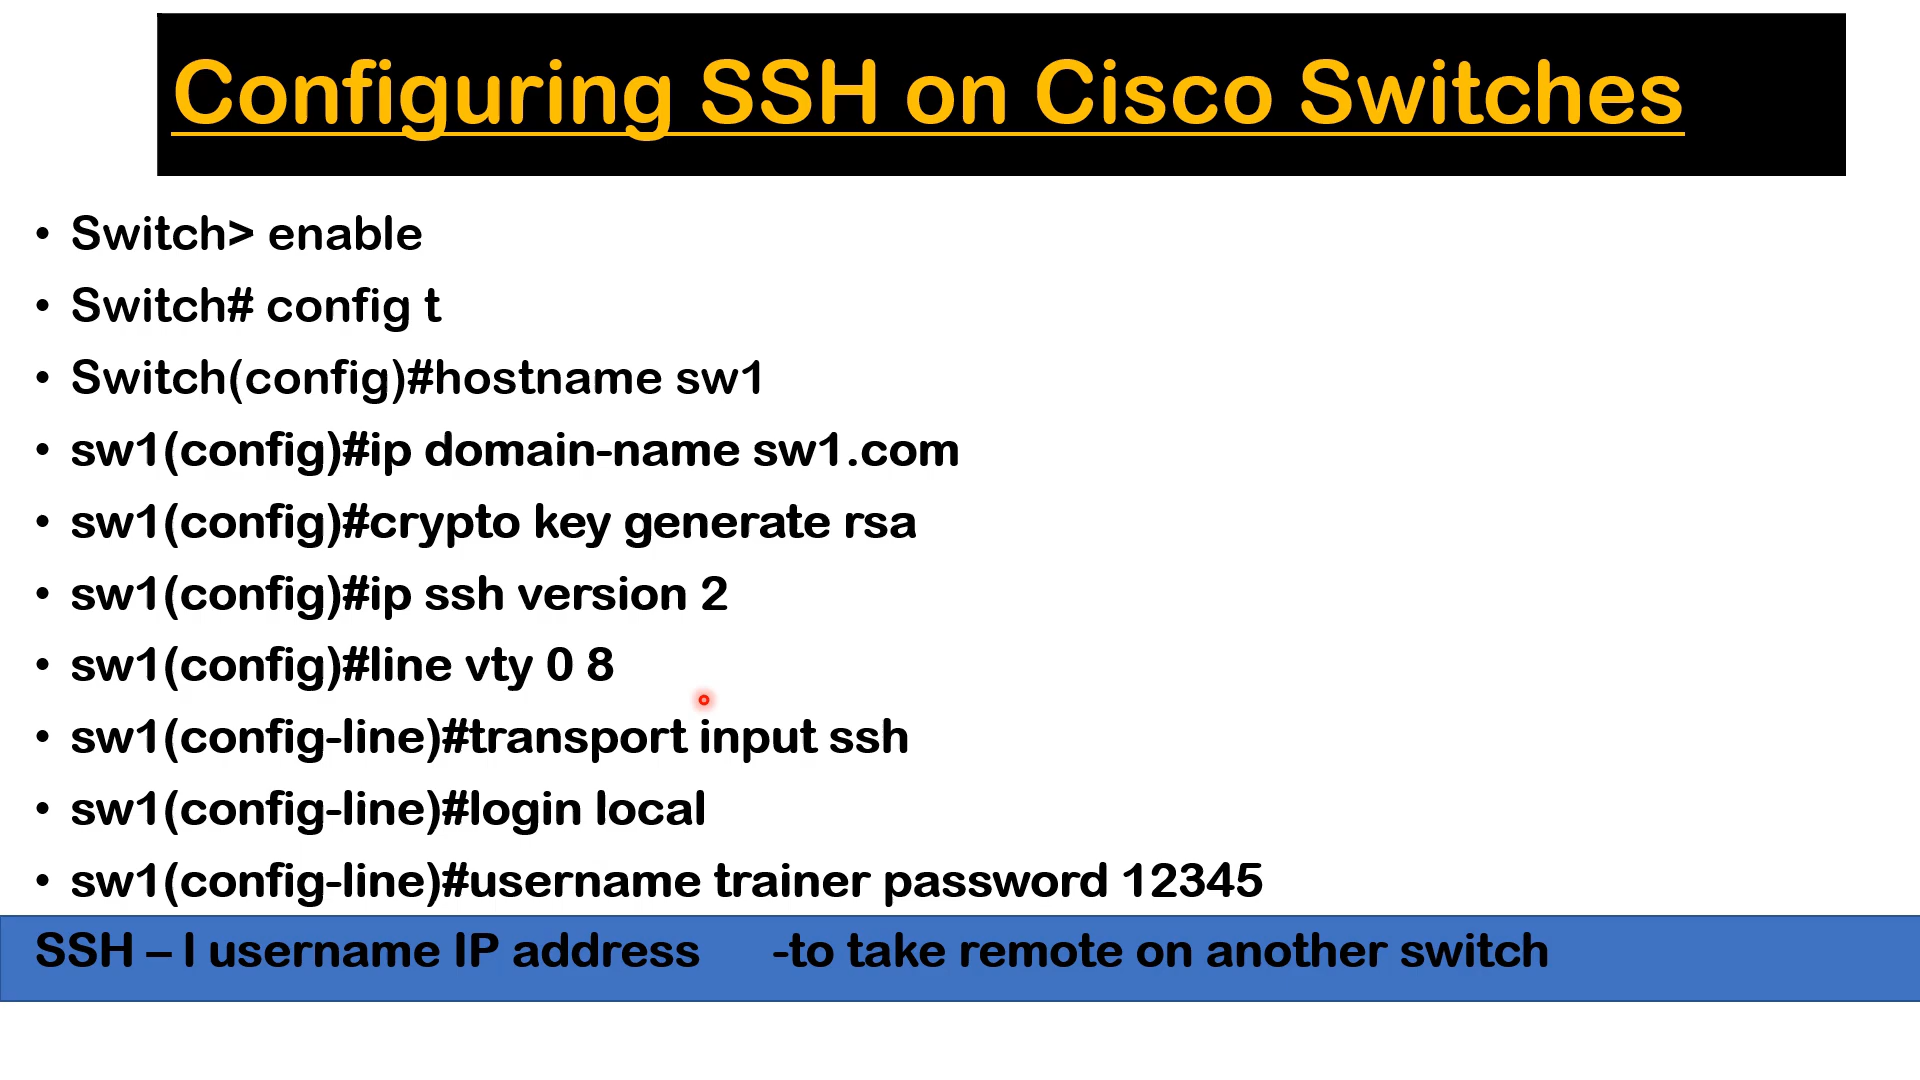 Configuring SSH on Cisco Switches
• Switch> enable
• Switch# config t
• Switch(config)#hostname sw1
• sw1(config)#ip domain-name sw1.com
• sw1(config)#crypto key generate rsa
• sw1(config)#ip ssh version 2
• sw1(config)#line vty 0 8
• sw1(config-line)#transport input ssh
• sw1(config-line)#login local
• sw1(config-line)#username trainer password 12345
SSH – l username IP address -to take remote on another switch